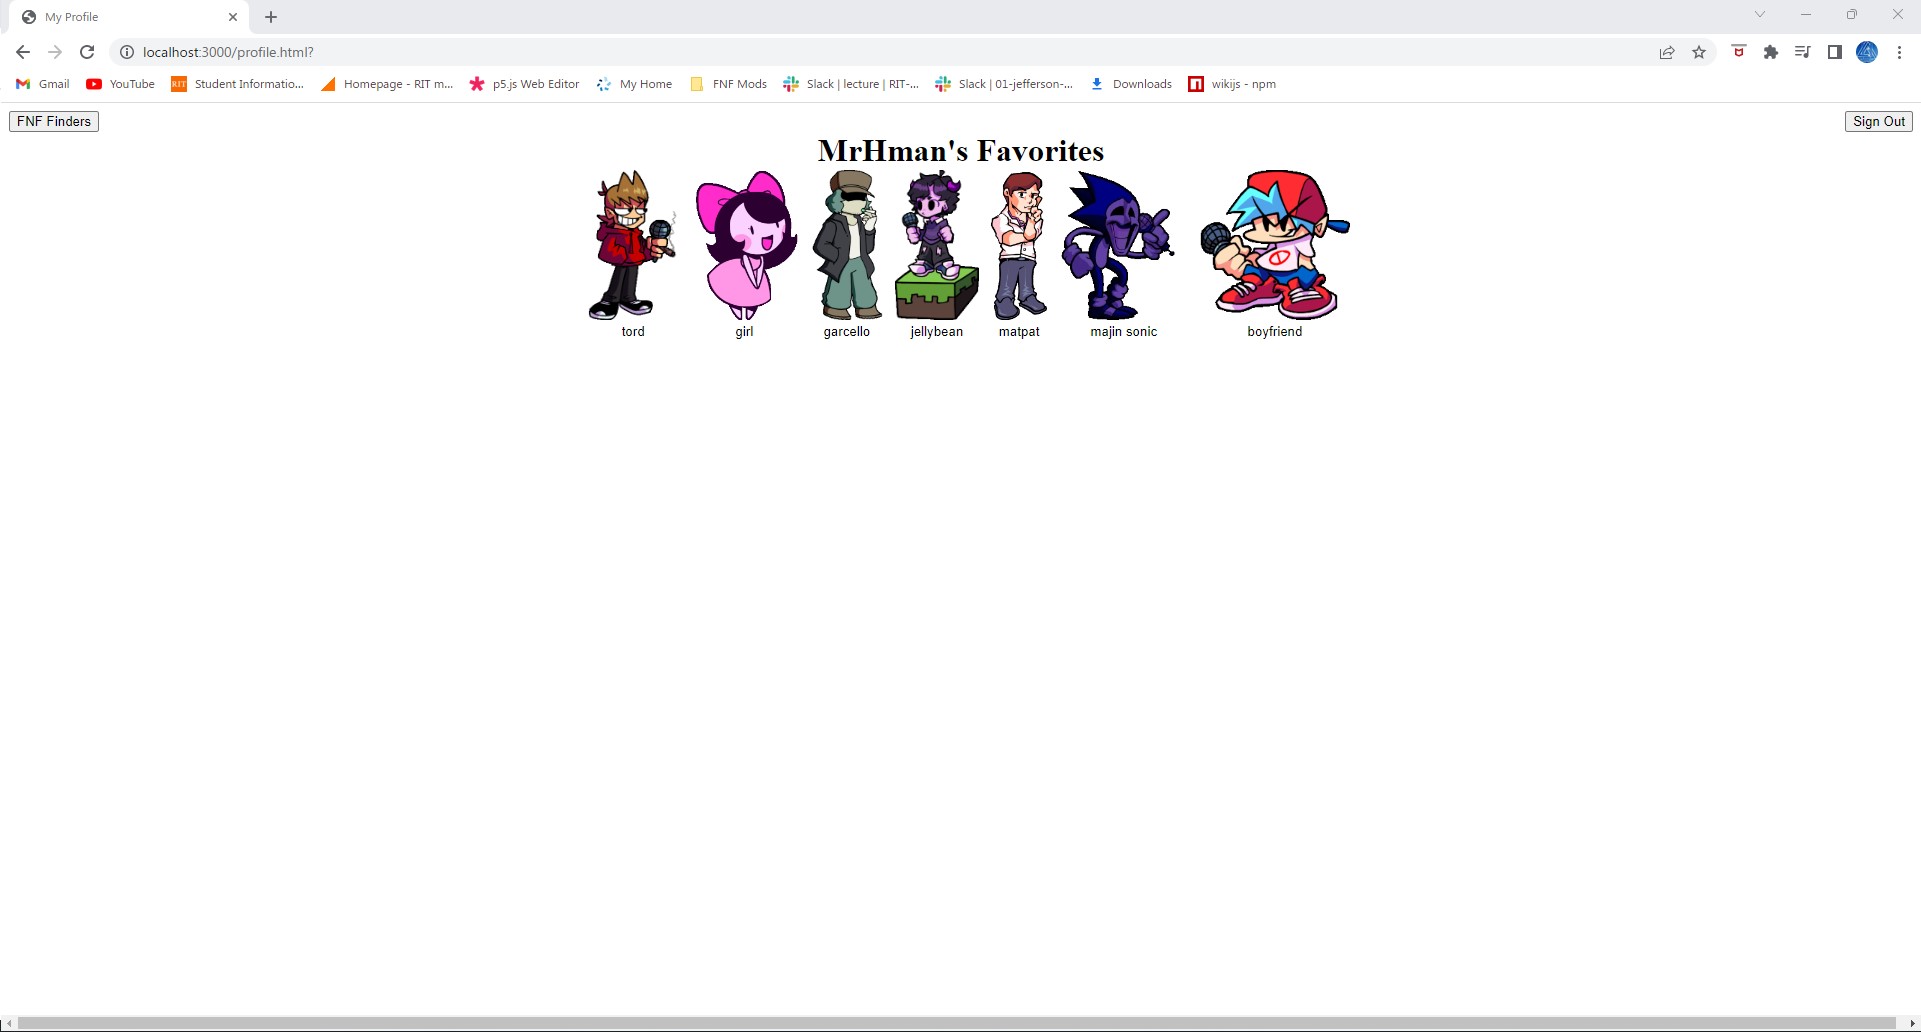 My Profile
localhost:3000/profile.html?
Gmail YouTube RIT Student Informatio... Homepage - RIT m... p5.js Web Editor My Home FNF Mods Slack | lecture | RIT-... Slack | 01-jefferson-... Downloads wikijs - npm
FNF Finders Sign Out
MrHman's Favorites
tord girl garcello jellybean matpat majin sonic boyfriend